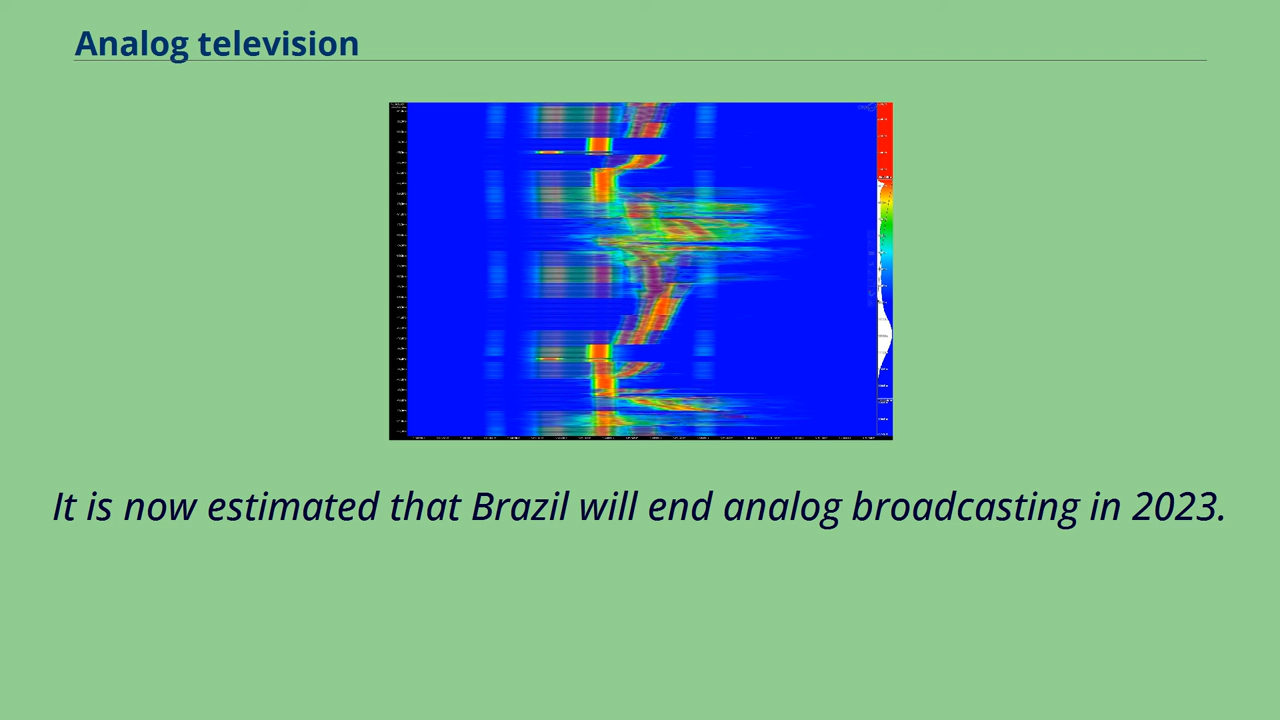 Analog television
It is now estimated that Brazil will end analog broadcasting in 2023.